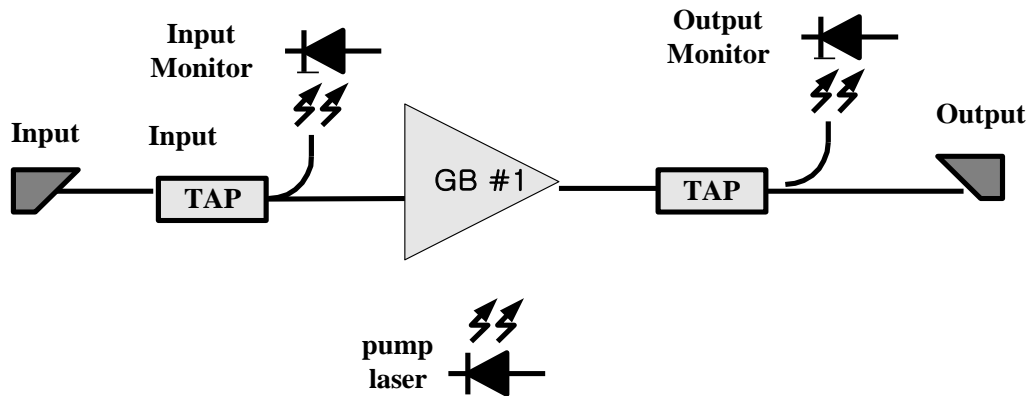 Input
Monitor
Output
Monitor
Input
Input
Output
TAP
GB #1
TAP
pump
laser